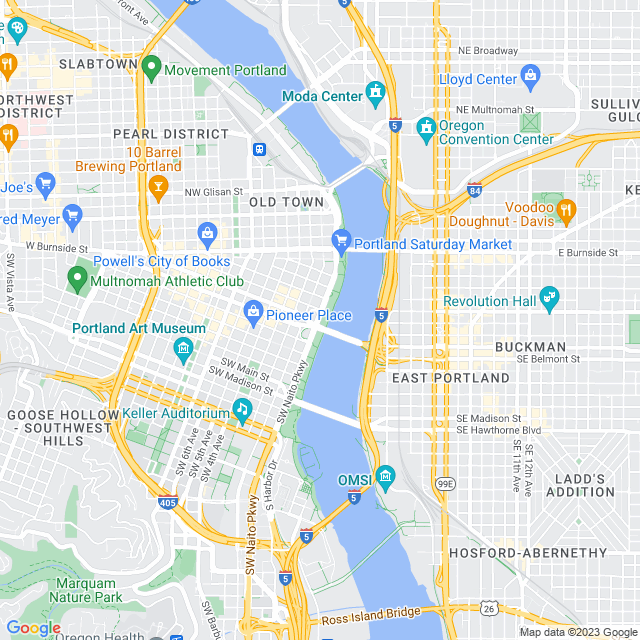 SLABTOWN
Movement Portland
NE Broadway
Lloyd Center
Moda Center
NE Multnomah St
SULLIV
GULC
ORTHWEST
DISTRICT
PEARL DISTRICT
Oregon
Convention Center
10 Barrel
Brewing Portland
Joe's
NW Glisan St
OLD TOWN
KE
84
5
Voodoo
Doughnut - Davis
red Meyer
W Burnside St
Portland Saturday Market
E Burnside St
Powell's City of Books
SW Vista Ave
Multnomah Athletic Club
Revolution Hall
Pioneer Place
5
Portland Art Museum
BUCKMAN
SE Belmont St
SW Main St
SW Madison St
SW Naito Pkwy
EAST PORTLAND
GOOSE HOLLOW
- SOUTHWEST
HILLS
Keller Auditorium
SE Madison St
SE Hawthorne Blvd
SW 6th Ave
SW 5th Ave
SW 4th Ave
SE 11th Ave
SE 12th Ave
S Harbor Dr
OMSI
99E
LADD'S
ADDITION
405
5
5
SW Naito Pkwy
HOSFORD-ABERNETHY
5
5
Marquam
Nature Park
26
Ross Island Bridge
SW Barbu
Google
Oregon Health
Map data ©2023 Google